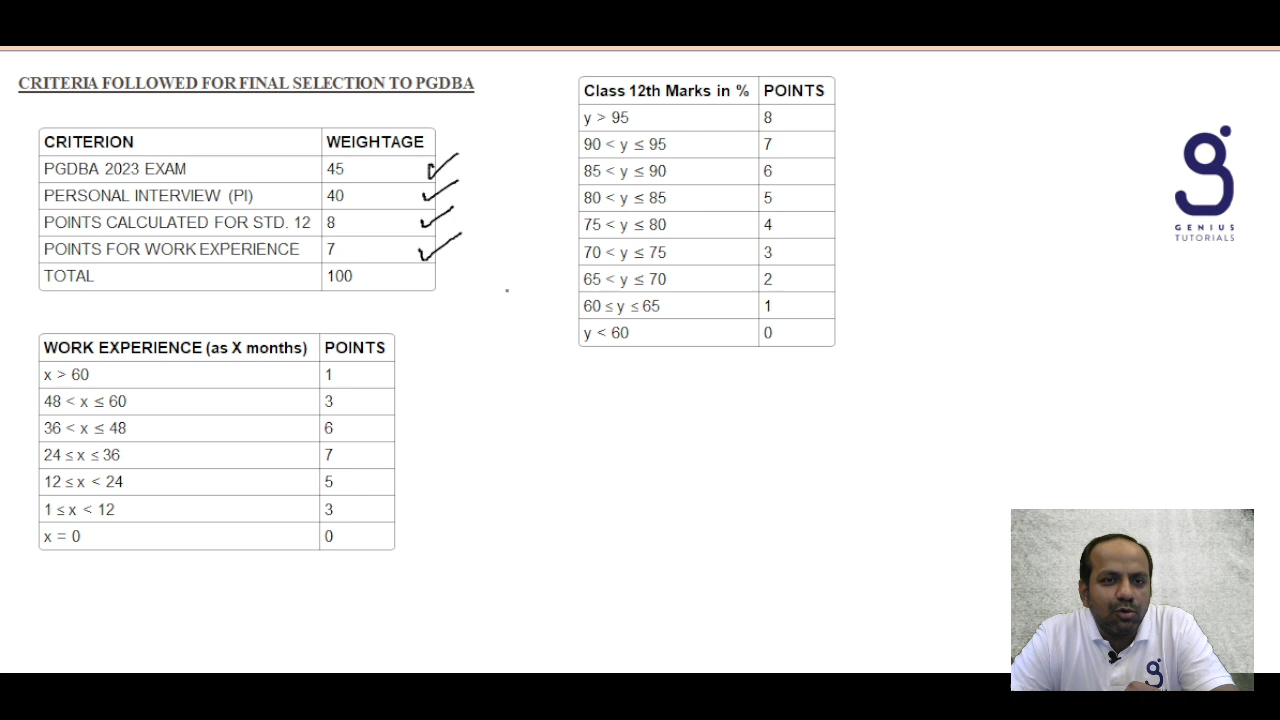 CRITERIA FOLLOWED FOR FINAL SELECTION TO PGDBA
CRITERION WEIGHTAGE
PGDBA 2023 EXAM 45
PERSONAL INTERVIEW (PI) 40
POINTS CALCULATED FOR STD. 12 8
POINTS FOR WORK EXPERIENCE 7
TOTAL 100
WORK EXPERIENCE (as X months) POINTS
x > 60 1
48 < x ≤ 60 3
36 < x ≤ 48 6
24 ≤ x ≤ 36 7
12 ≤ x < 24 5
1 ≤ x < 12 3
x = 0 0
Class 12th Marks in % POINTS
y > 95 8
90 < y ≤ 95 7
85 < y ≤ 90 6
80 < y ≤ 85 5
75 < y ≤ 80 4
70 < y ≤ 75 3
65 < y ≤ 70 2
60 ≤ y ≤ 65 1
y < 60 0
GENIUS
TUTORIALS